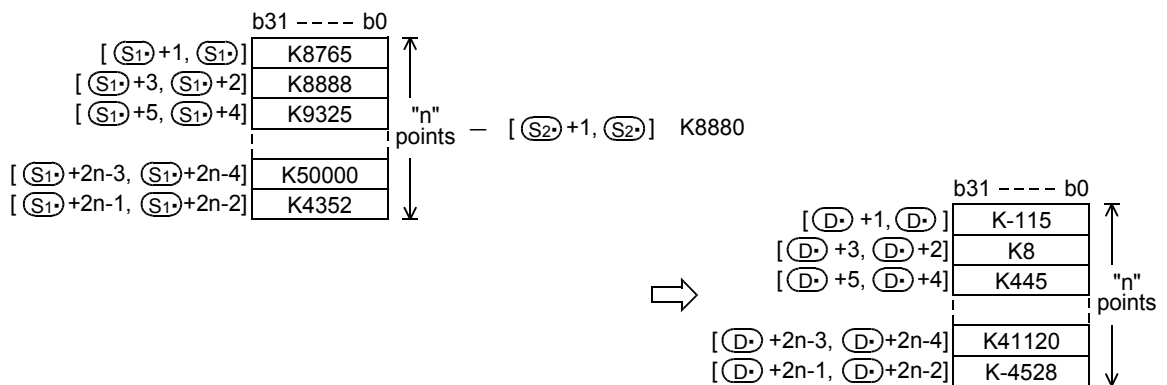 b31 ---- b0
[ S1• +1, S1• ] K8765
[ S1• +3, S1• +2] K8888
[ S1• +5, S1• +4] K9325
"n"
points
— [ S2• +1, S2• ] K8880
[ S1• +2n-3, S1• +2n-4] K50000
[ S1• +2n-1, S1• +2n-2] K4352
b31 ---- b0
[ D• +1, D• ] K-115
[ D• +3, D• +2] K8
[ D• +5, D• +4] K445
"n"
points
[ D• +2n-3, D• +2n-4] K41120
[ D• +2n-1, D• +2n-2] K-4528